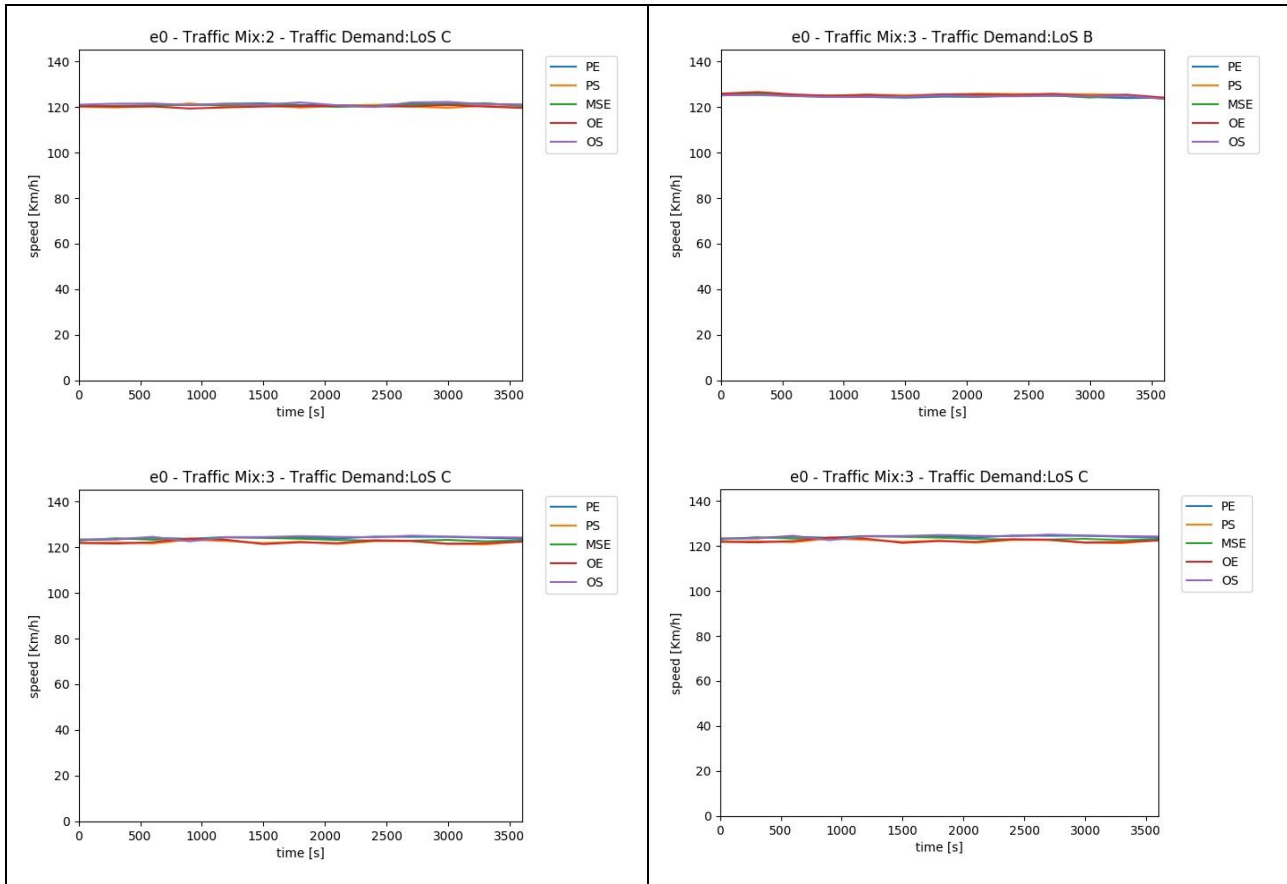 e0 - Traffic Mix:2 - Traffic Demand:LoS C
140
120
100
80
60
40
20
0
speed [Km/h]
0 500 1000 1500 2000 2500 3000 3500
time [s]
PE
PS
MSE
OE
OS
e0 - Traffic Mix:3 - Traffic Demand:LoS B
140
120
100
80
60
40
20
0
speed [Km/h]
0 500 1000 1500 2000 2500 3000 3500
time [s]
PE
PS
MSE
OE
OS
e0 - Traffic Mix:3 - Traffic Demand:LoS C
140
120
100
80
60
40
20
0
speed [Km/h]
0 500 1000 1500 2000 2500 3000 3500
time [s]
PE
PS
MSE
OE
OS
e0 - Traffic Mix:3 - Traffic Demand:LoS C
140
120
100
80
60
40
20
0
speed [Km/h]
0 500 1000 1500 2000 2500 3000 3500
time [s]
PE
PS
MSE
OE
OS